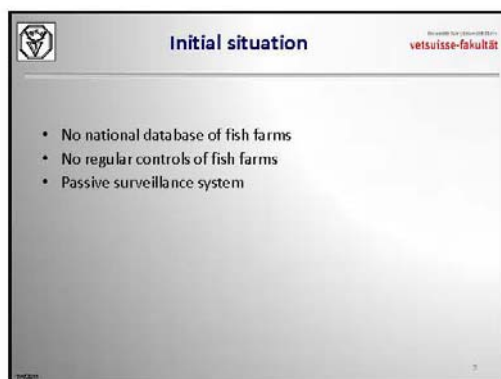 Initial situation
vetsuisse-fakultät
• No national database of fish farms
• No regular controls of fish farms
• Passive surveillance system